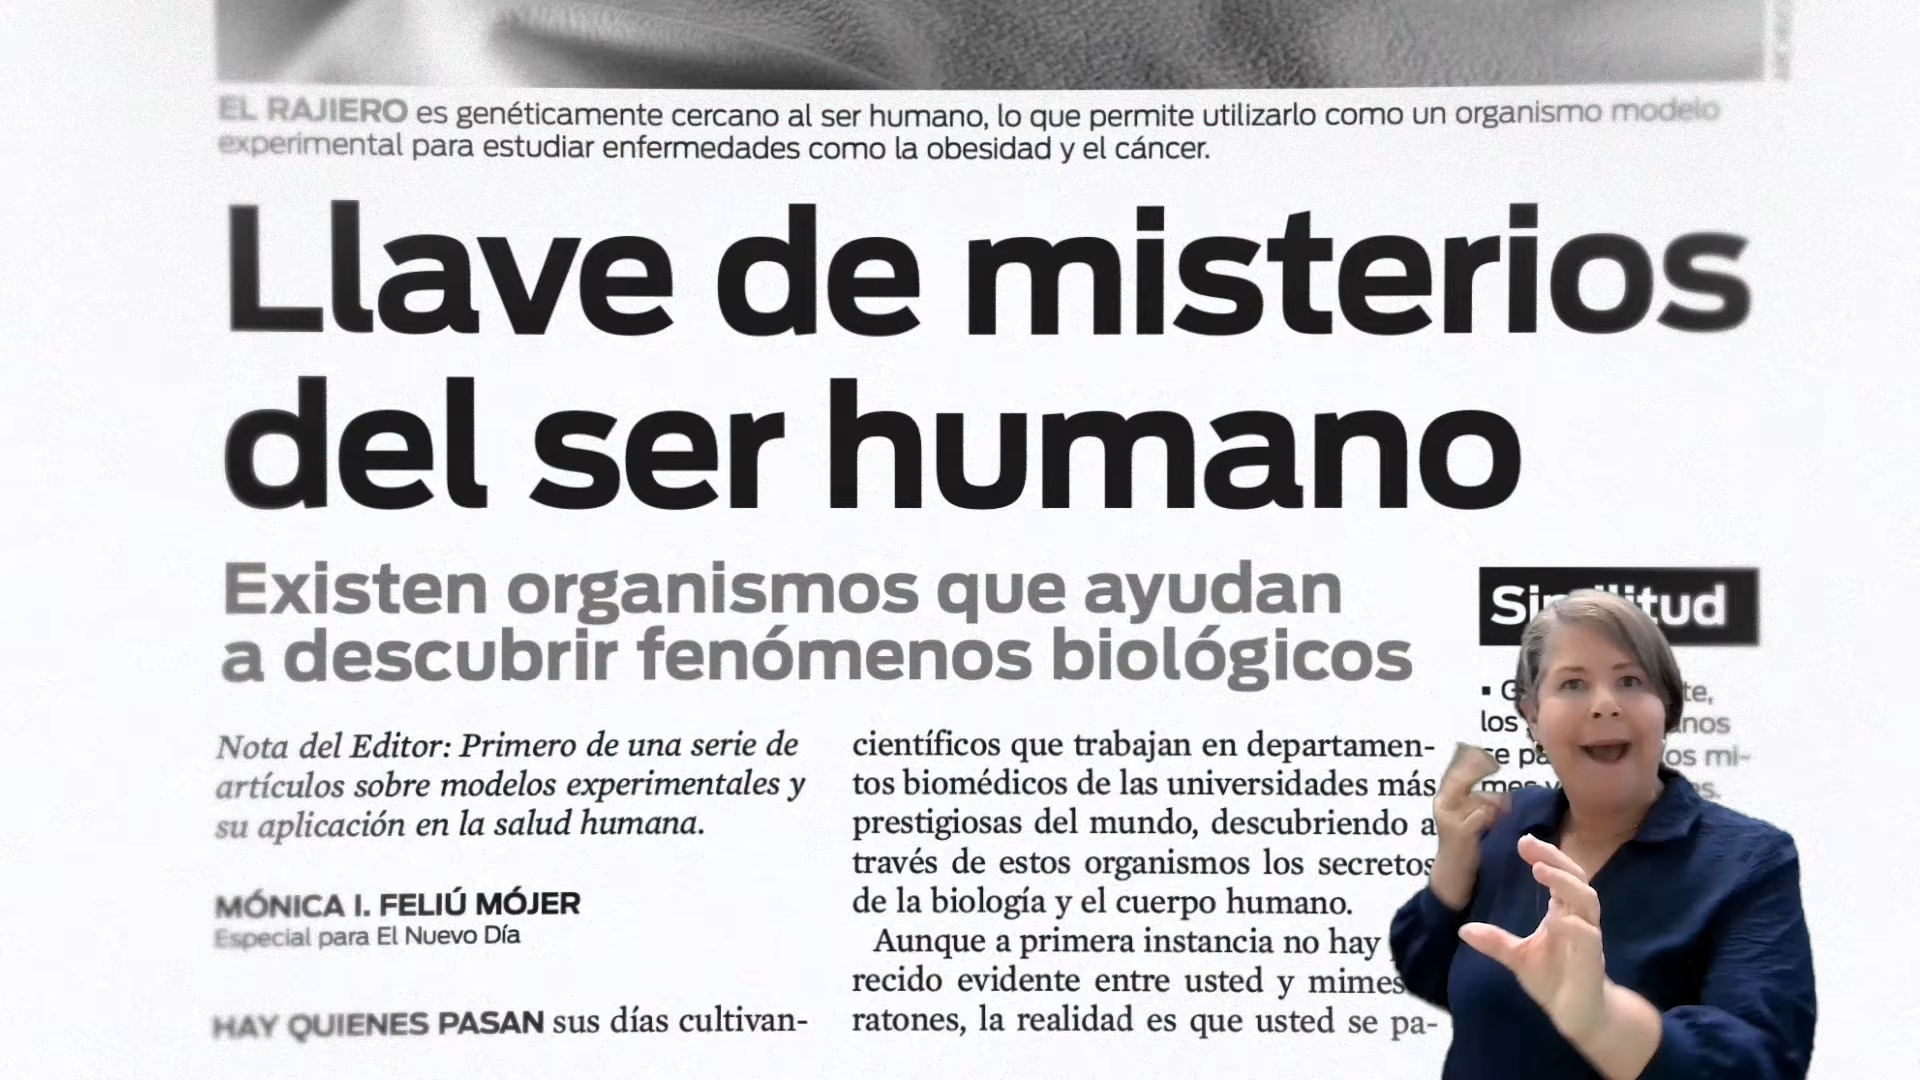 EL RAJIERO es genéticamente cercano al ser humano, lo que permite utilizarlo como un organismo modelo
experimental para estudiar enfermedades como la obesidad y el cáncer.
Llave de misterios
del ser humano
Existen organismos que ayudan
a descubrir fenómenos biológicos
Nota del Editor: Primero de una serie de
artículos sobre modelos experimentales y
su aplicación en la salud humana.
MÓNICA I. FELIÚ MÓJER
Especial para El Nuevo Día
HAY QUIENES PASAN sus días cultivan-
científicos que trabajan en departamen-
tos biomédicos de las universidades más
prestigiosas del mundo, descubriendo a
través de estos organismos los secretos
de la biología y el cuerpo humano.
Aunque a primera instancia no hay
recido evidente entre usted y mimes
ratones, la realidad es que usted se pa-
los